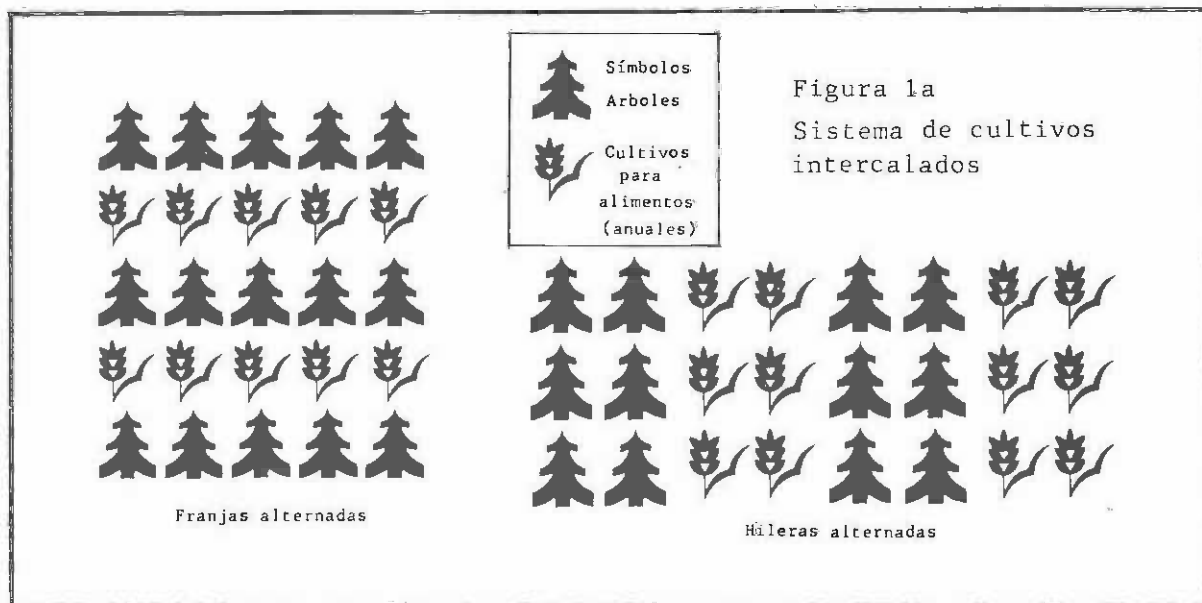 Símbolos
Arboles
Cultivos
para
alimentos
(anuales)
Figura 1a
Sistema de cultivos
intercalados
Franjas alternadas
Hileras alternadas